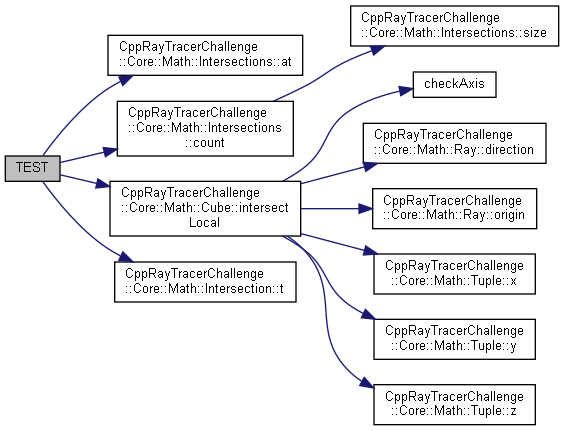 TEST
CppRayTracerChallenge
::Core::Math::Intersections::at
CppRayTracerChallenge
::Core::Math::Intersections
::count
CppRayTracerChallenge
::Core::Math::Cube::intersect
Local
CppRayTracerChallenge
::Core::Math::Intersection::t
CppRayTracerChallenge
::Core::Math::Intersections::size
checkAxis
CppRayTracerChallenge
::Core::Math::Ray::direction
CppRayTracerChallenge
::Core::Math::Ray::origin
CppRayTracerChallenge
::Core::Math::Tuple::x
CppRayTracerChallenge
::Core::Math::Tuple::y
CppRayTracerChallenge
::Core::Math::Tuple::z